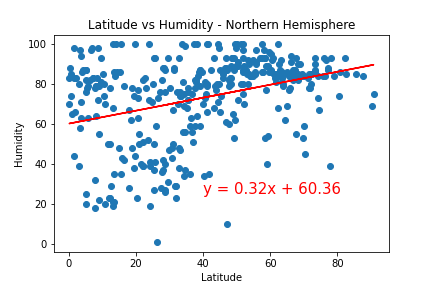 Latitude vs Humidity - Northern Hemisphere
100
80
60
40
20
0
Humidity
y = 0.32x + 60.36
0 20 40 60 80
Latitude